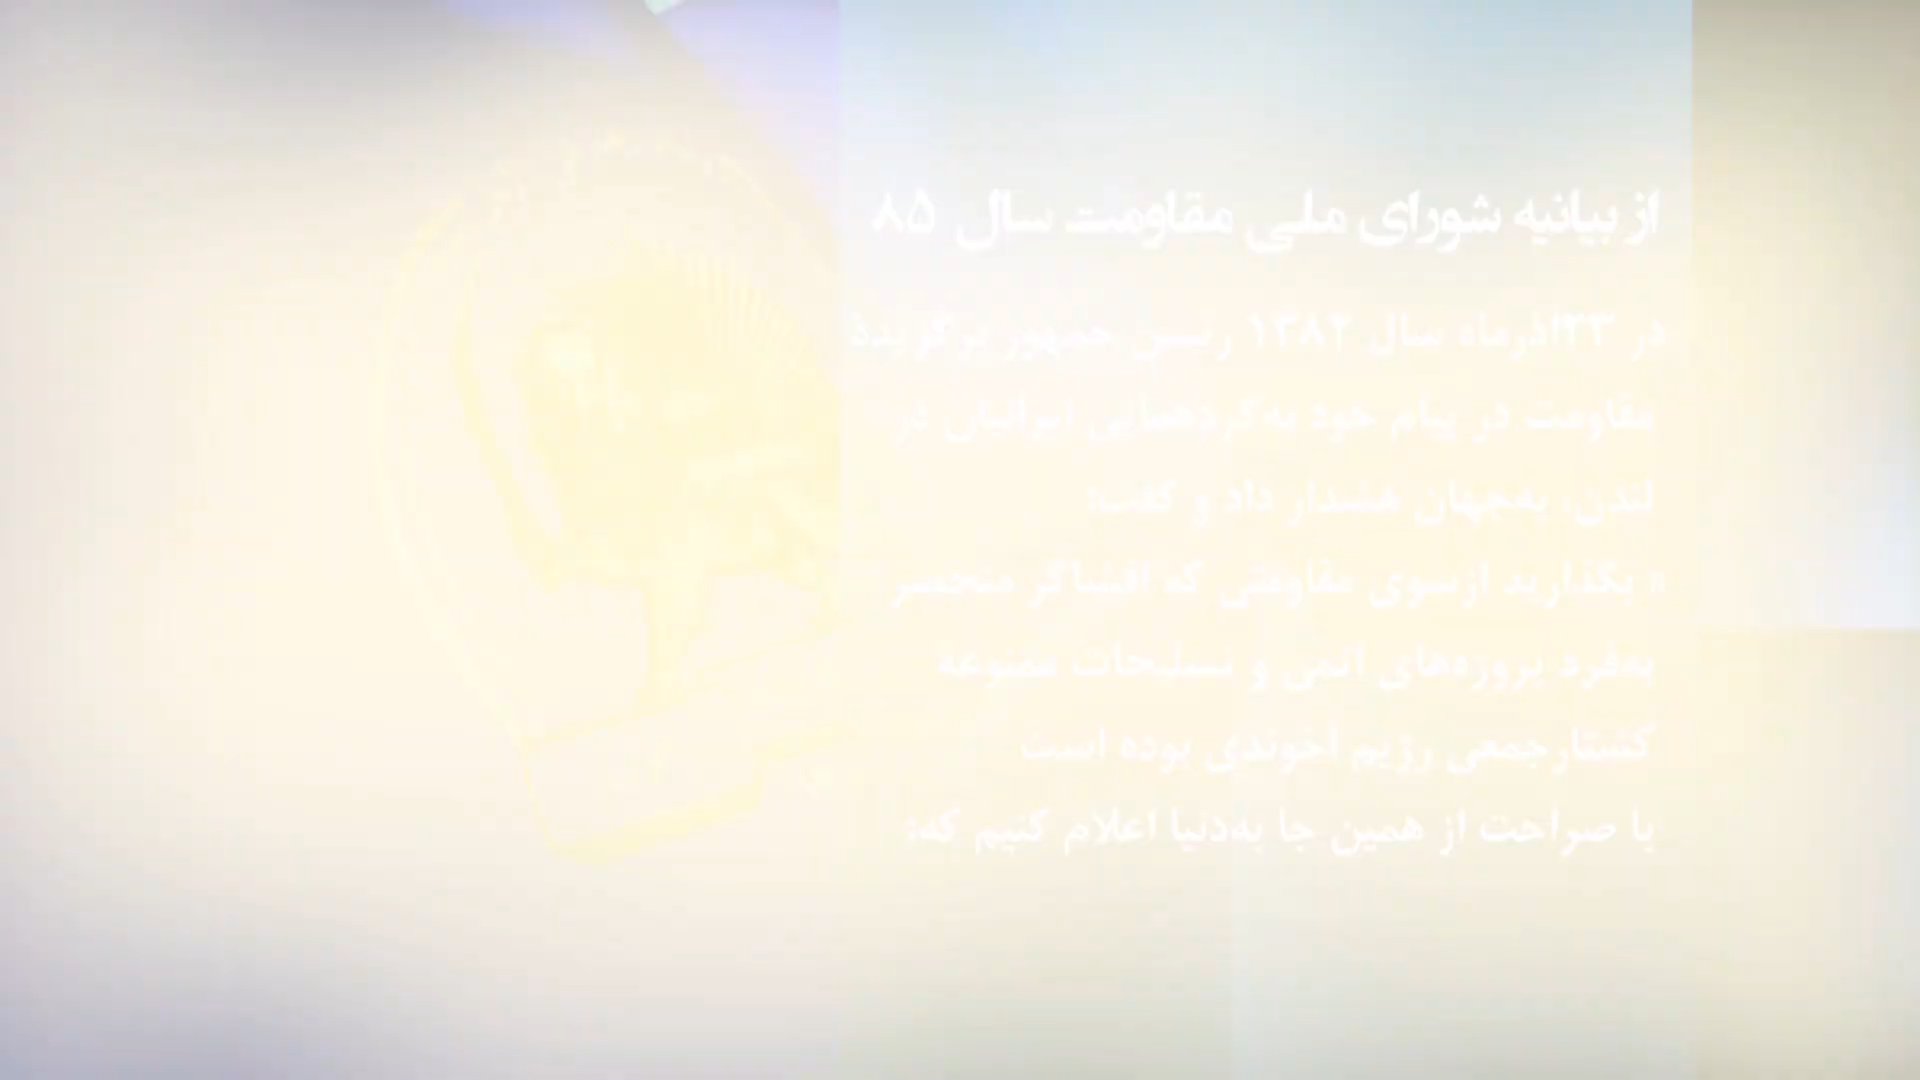 از بیانیه شورای ملی مقاومت سال ۸۵
در ۲۳آذرماه سال ۱۳۸۲ رئیس جمهور برگزیدهٔ
مقاومت در پیام خود به‌گردهمایی ایرانیان در
لندن، به‌جهان هشدار داد و گفت:
« بگذارید ازسوی مقاومتی که افشاگر منحصر
به‌فرد پروژه‌های اتمی و تسلیحات ممنوعه
کشتارجمعی رژیم آخوندی بوده است
با صراحت از همین جا به‌دنیا اعلام کنیم که: